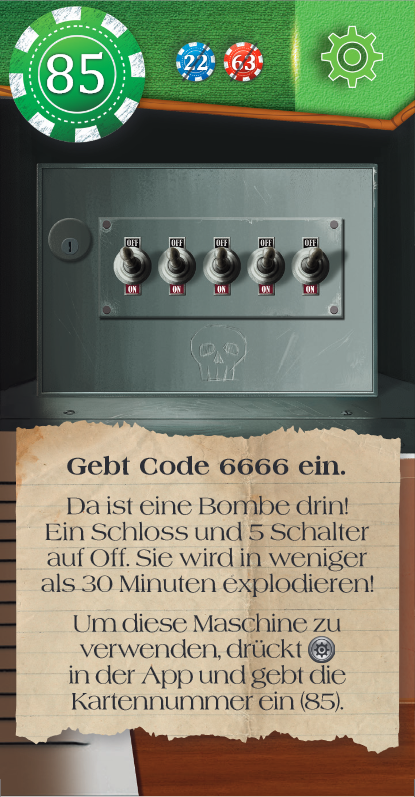 85
22
63
OFF OFF OFF OFF OFF
ON ON ON ON ON
Gebt Code 6666 ein.
Da ist eine Bombe drin!
Ein Schloss und 5 Schalter
auf Off. Sie wird in weniger
als 30 Minuten explodieren!
Um diese Maschine zu
verwenden, drückt
in der App und gebt die
Kartennummer ein (85).